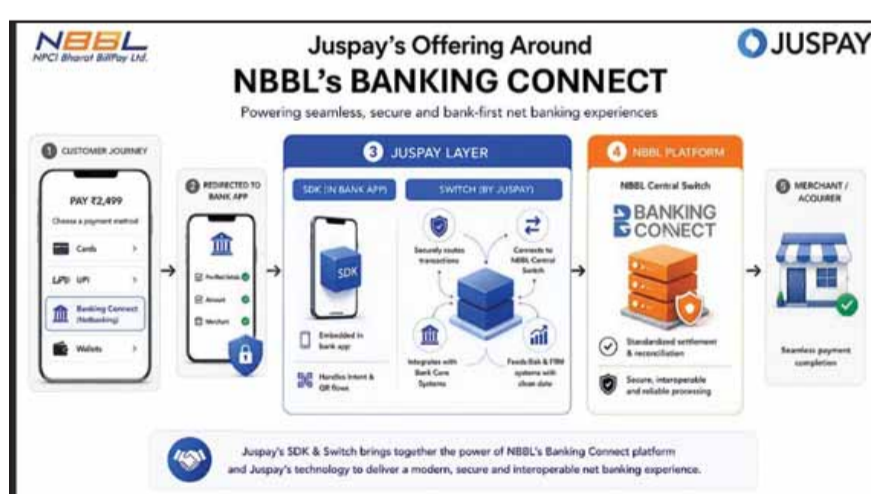 NBBL
NPCI Bharat BillPay Ltd.
Juspay's Offering Around
NBBL's BANKING CONNECT
Powering seamless, secure and bank-first net banking experiences
JUSPAY
1 CUSTOMER JOURNEY
PAY ₹2,499
Choose a payment method
Cards
UPI UPI
Banking Connect
(Netbanking)
Wallets
2 REDIRECTED TO
BANK APP
Pre-filled Details
Amount
Merchant
3 JUSPAY LAYER
SDK (IN BANK APP)
SDK
Embedded in
bank app
Handles Intent &
QR flows
SWITCH (BY JUSPAY)
Securely routes
transactions
Connects to
NBBL Central
Switch
Integrates with
Bank Core
Systems
Feeds Risk & FRM
systems with
clean data
4 NBBL PLATFORM
NBBL Central Switch
BANKING
CONNECT
Standardized settlement
& reconciliation
Secure, interoperable
and reliable processing
5 MERCHANT /
ACQUIRER
Seamless payment
completion
Juspay's SDK & Switch brings together the power of NBBL's Banking Connect platform
and Juspay's technology to deliver a modern, secure and interoperable net banking experience.